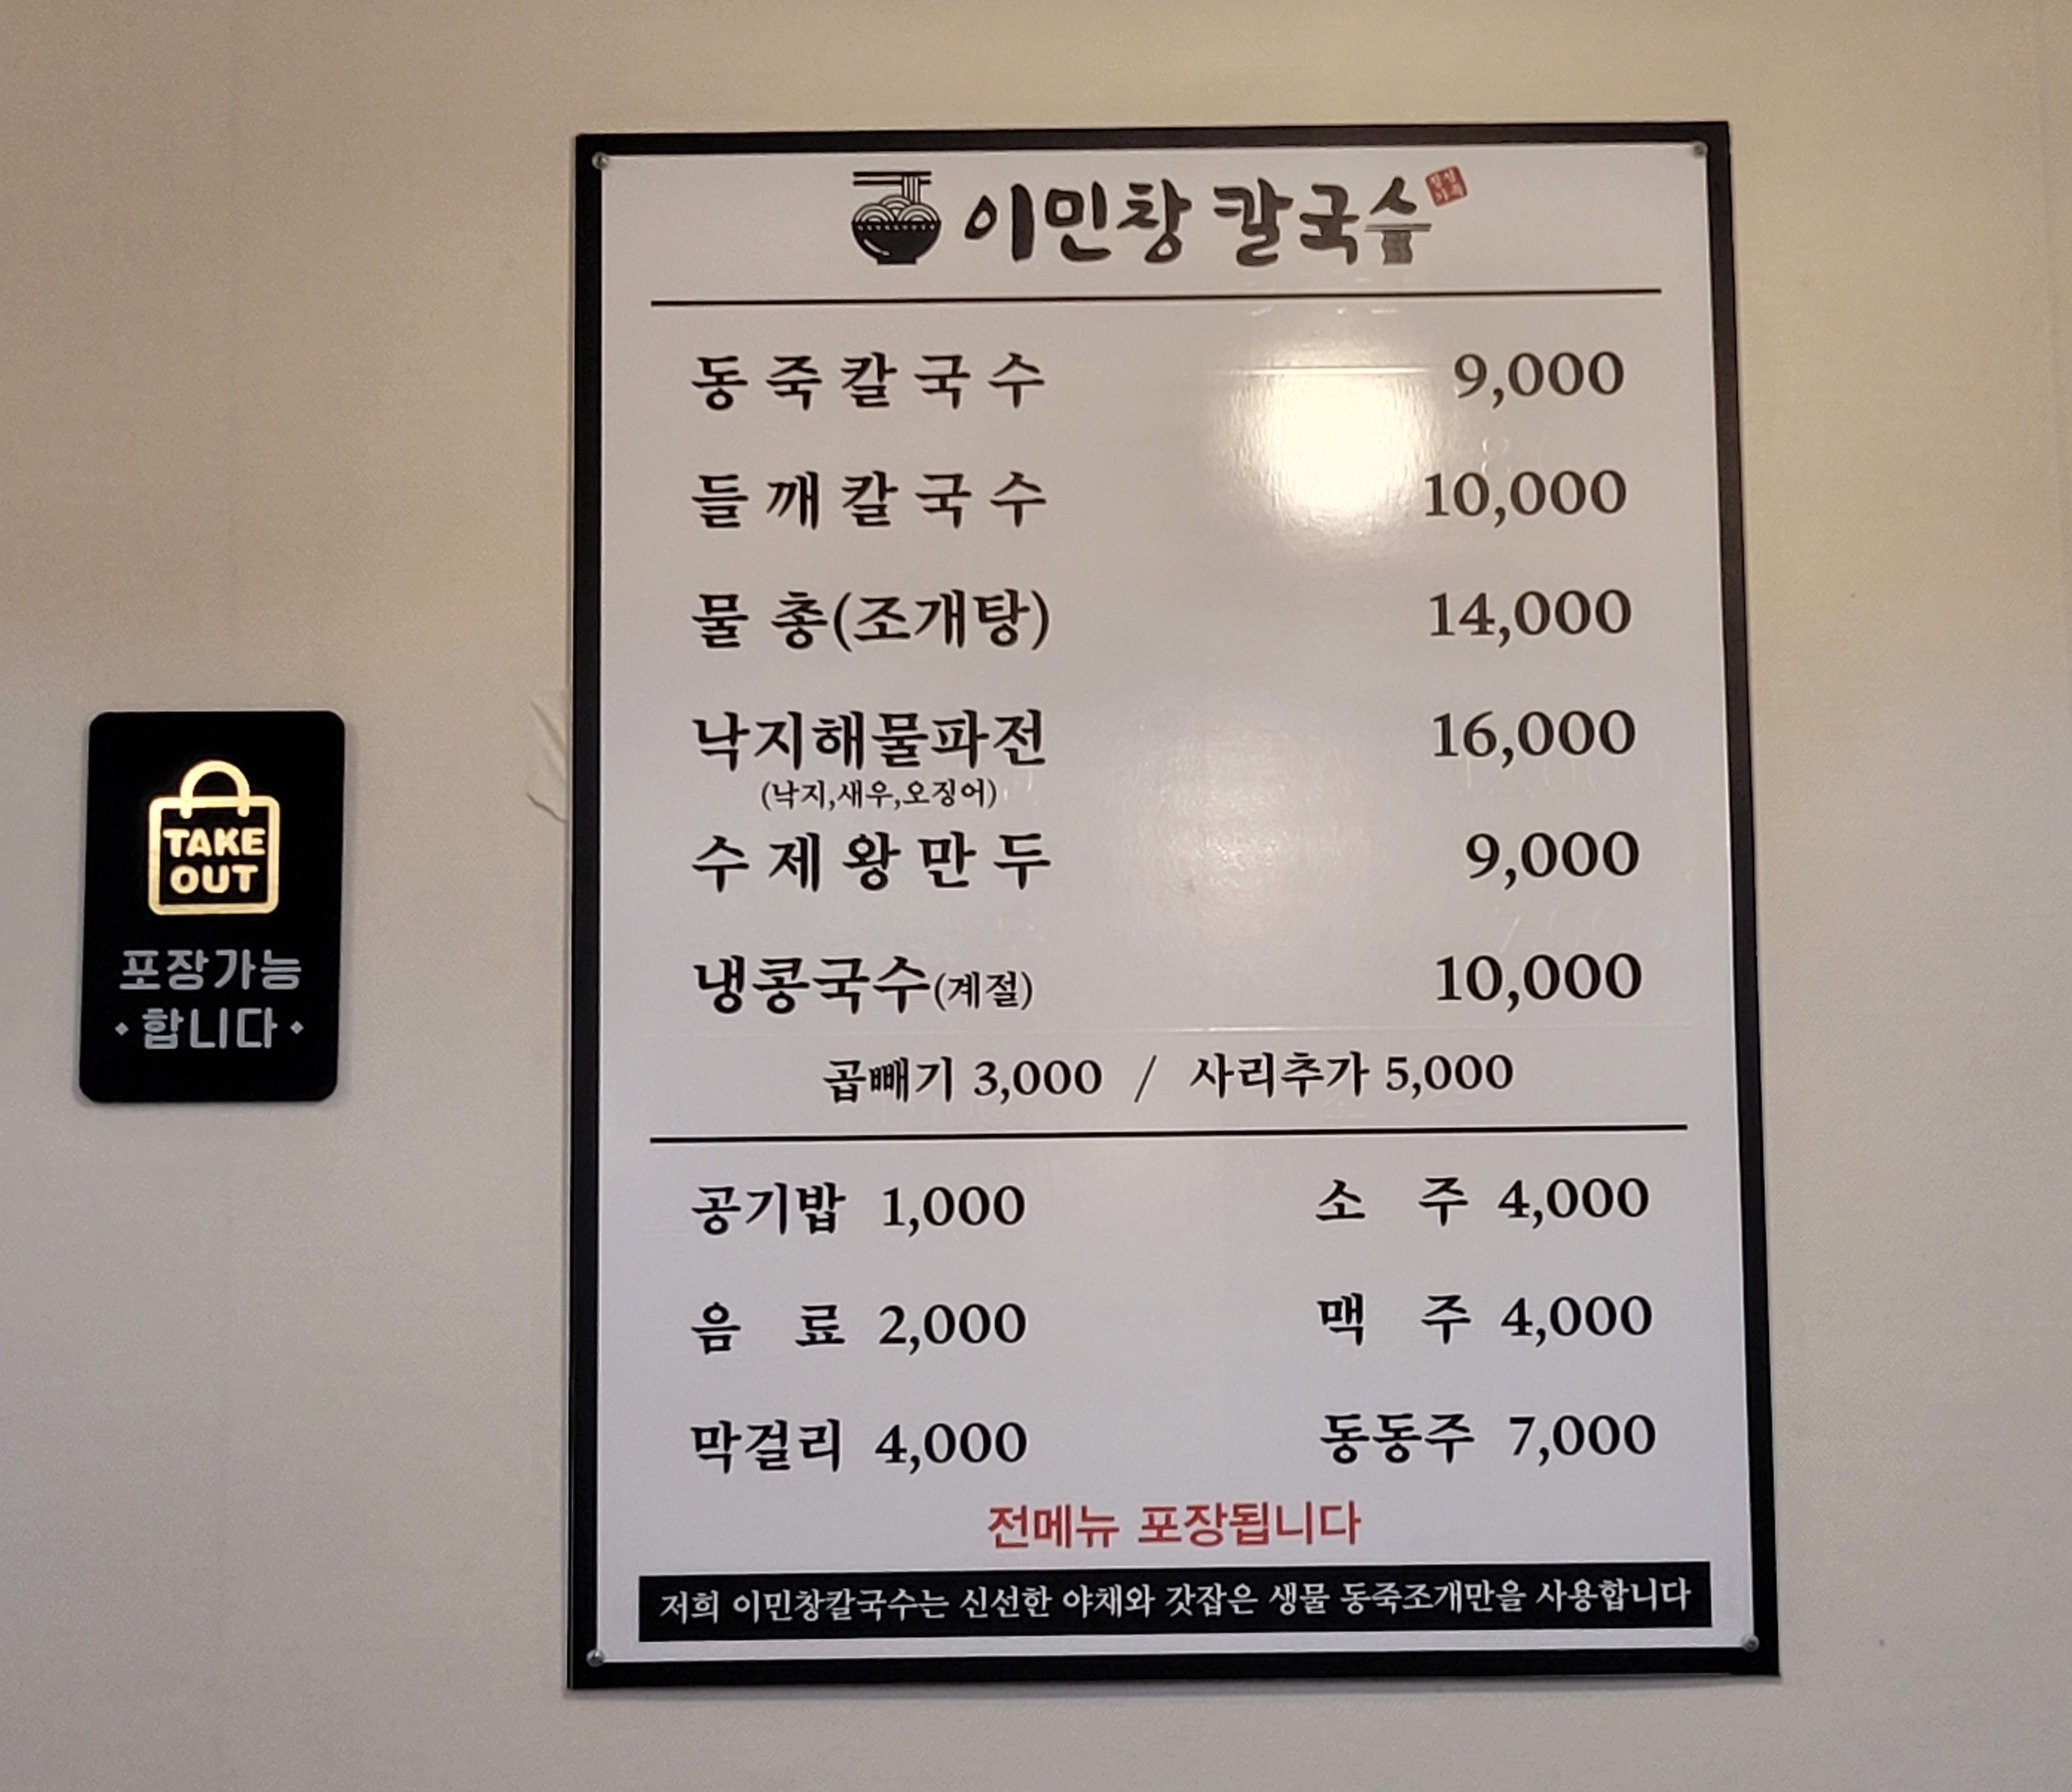 이민창 칼국수
동죽칼국수 9,000
들깨칼국수 10,000
물총(조개탕) 14,000
낙지해물파전 16,000
(낙지,새우,오징어)
수제왕만두 9,000
냉콩국수(계절) 10,000
곱빼기 3,000 / 사리추가 5,000
공기밥 1,000 소주 4,000
음료 2,000 맥주 4,000
막걸리 4,000 동동주 7,000
전메뉴 포장됩니다
저희 이민창칼국수는 신선한 야채와 갓잡은 생물 동죽조개만을 사용합니다
TAKE
OUT
포장가능
합니다